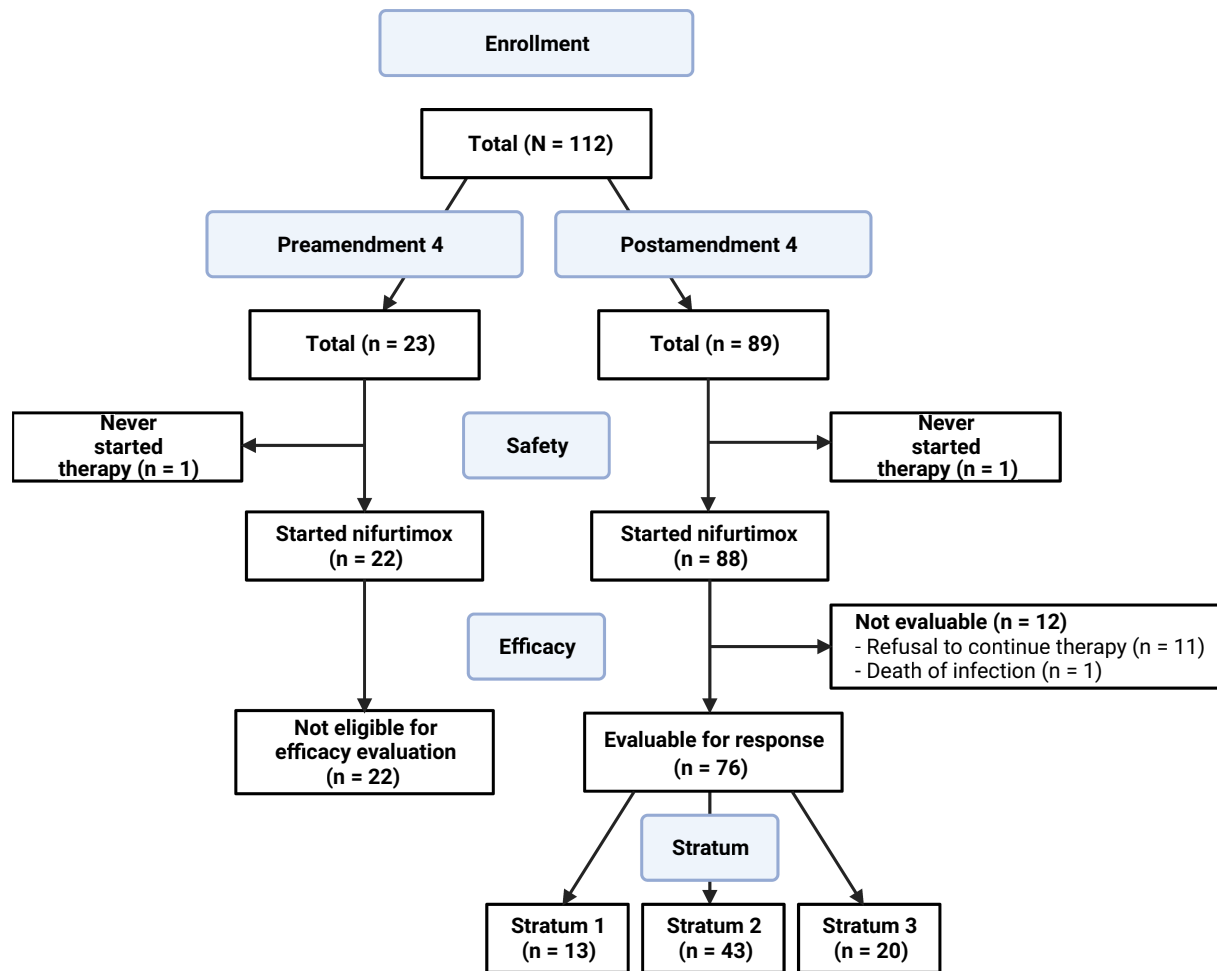 Enrollment
Total (N = 112)
Preamendment 4
Postamendment 4
Total (n = 23)
Total (n = 89)
Never
started
therapy (n = 1)
Safety
Never
started
therapy (n = 1)
Started nifurtimox
(n = 22)
Started nifurtimox
(n = 88)
Efficacy
Not evaluable (n = 12)
- Refusal to continue therapy (n = 11)
- Death of infection (n = 1)
Not eligible for
efficacy evaluation
(n = 22)
Evaluable for response
(n = 76)
Stratum
Stratum 1
(n = 13)
Stratum 2
(n = 43)
Stratum 3
(n = 20)